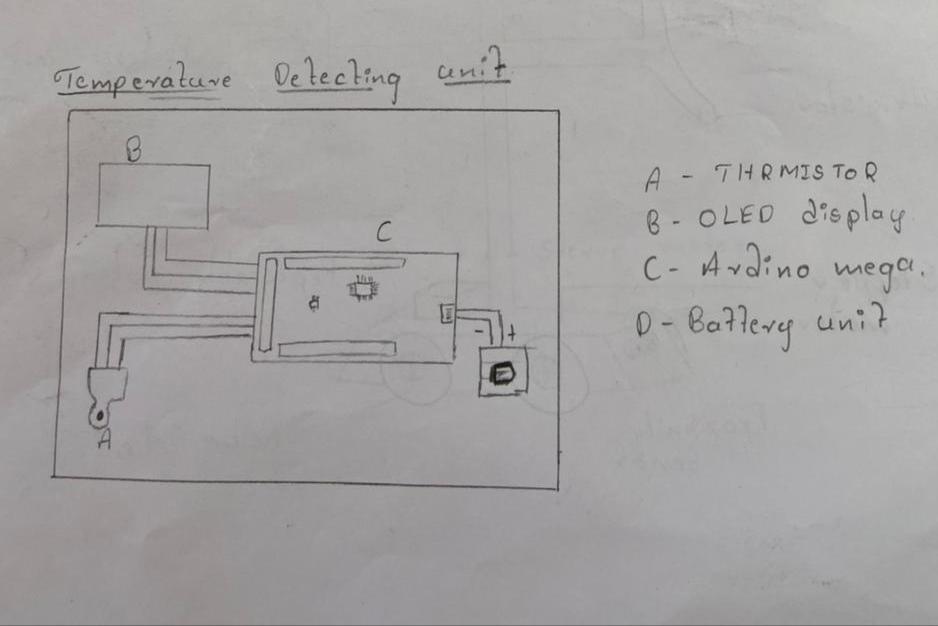 Temperature Detecting unit
B
C
A - THRMISTOR
B - OLED display
C - Ardino mega.
D - Battery unit
- +
D
A